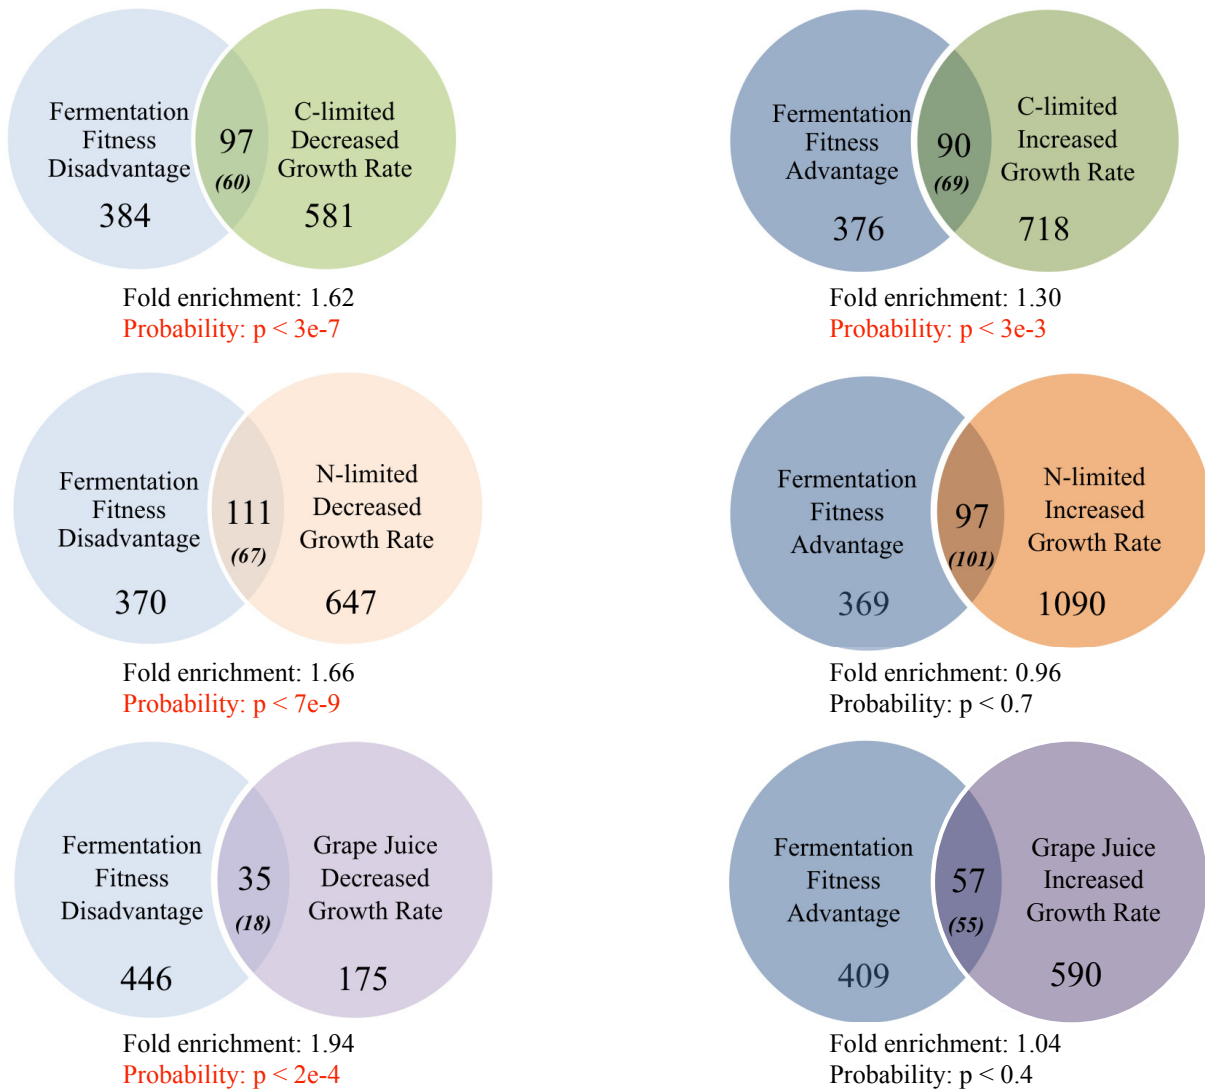 Fermentation
Fitness
Disadvantage
384
97
(60)
C-limited
Decreased
Growth Rate
581
Fold enrichment: 1.62
Probability: p < 3e-7
Fermentation
Fitness
Advantage
376
90
(69)
C-limited
Increased
Growth Rate
718
Fold enrichment: 1.30
Probability: p < 3e-3
Fermentation
Fitness
Disadvantage
370
111
(67)
N-limited
Decreased
Growth Rate
647
Fold enrichment: 1.66
Probability: p < 7e-9
Fermentation
Fitness
Advantage
369
97
(101)
N-limited
Increased
Growth Rate
1090
Fold enrichment: 0.96
Probability: p < 0.7
Fermentation
Fitness
Disadvantage
446
35
(18)
Grape Juice
Decreased
Growth Rate
175
Fold enrichment: 1.94
Probability: p < 2e-4
Fermentation
Fitness
Advantage
409
57
(55)
Grape Juice
Increased
Growth Rate
590
Fold enrichment: 1.04
Probability: p < 0.4